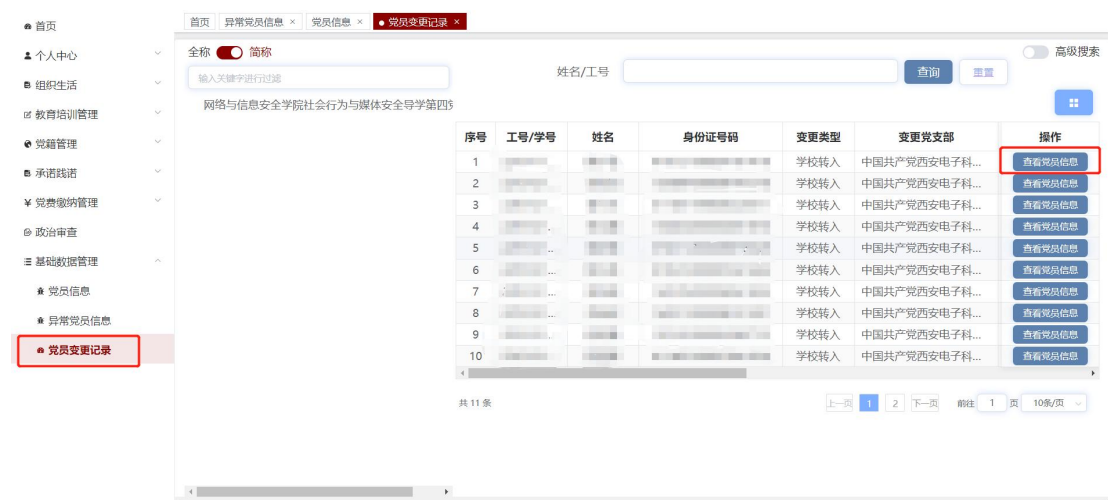 首页
个人中心
组织生活
教育培训管理
党籍管理
承诺践诺
党费缴纳管理
政治审查
基础数据管理
党员信息
异常党员信息
党员变更记录
首页 异常党员信息 × 党员信息 × 党员变更记录 ×
全称 简称
输入关键字进行过滤
网络与信息安全学院社会行为与媒体安全导学第四
姓名/工号 查询 重置
高级搜索
序号 工号/学号 姓名 身份证号码 变更类型 变更党支部 操作
1 学校转入 中国共产党西安电子科... 查看党员信息
2 学校转入 中国共产党西安电子科... 查看党员信息
3 学校转入 中国共产党西安电子科... 查看党员信息
4 学校转入 中国共产党西安电子科... 查看党员信息
5 ... 学校转入 中国共产党西安电子科... 查看党员信息
6 ... 学校转入 中国共产党西安电子科... 查看党员信息
7 ... 学校转入 中国共产党西安电子科... 查看党员信息
8 ... 学校转入 中国共产党西安电子科... 查看党员信息
9 学校转入 中国共产党西安电子科... 查看党员信息
10 学校转入 中国共产党西安电子科... 查看党员信息
共 11 条
上一页 1 2 下一页 前往 1 页 10条/页